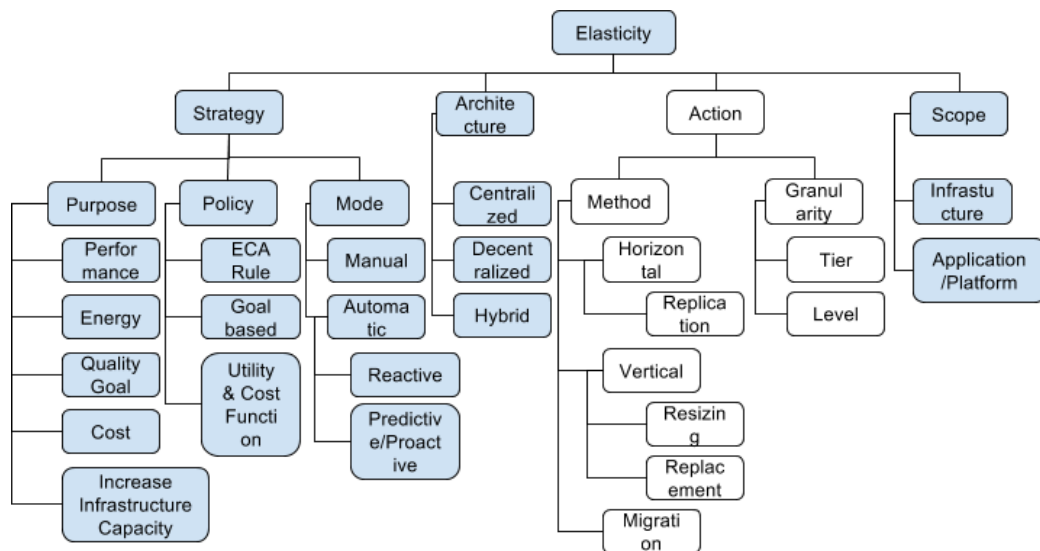 Elasticity
Strategy
Archite
cture
Action
Scope
Purpose
Policy
Mode
Centrali
zed
Method
Granul
arity
Infrastu
cture
Perfor
mance
ECA
Rule
Manual
Decent
ralized
Horizon
tal
Tier
Application
/Platform
Energy
Goal
based
Automa
tic
Hybrid
Replica
tion
Level
Quality
Goal
Utility
& Cost
Functi
on
Reactive
Vertical
Cost
Predictiv
e/Proact
ive
Resizin
g
Increase
Infrastructure
Capacity
Replac
ement
Migrati
on